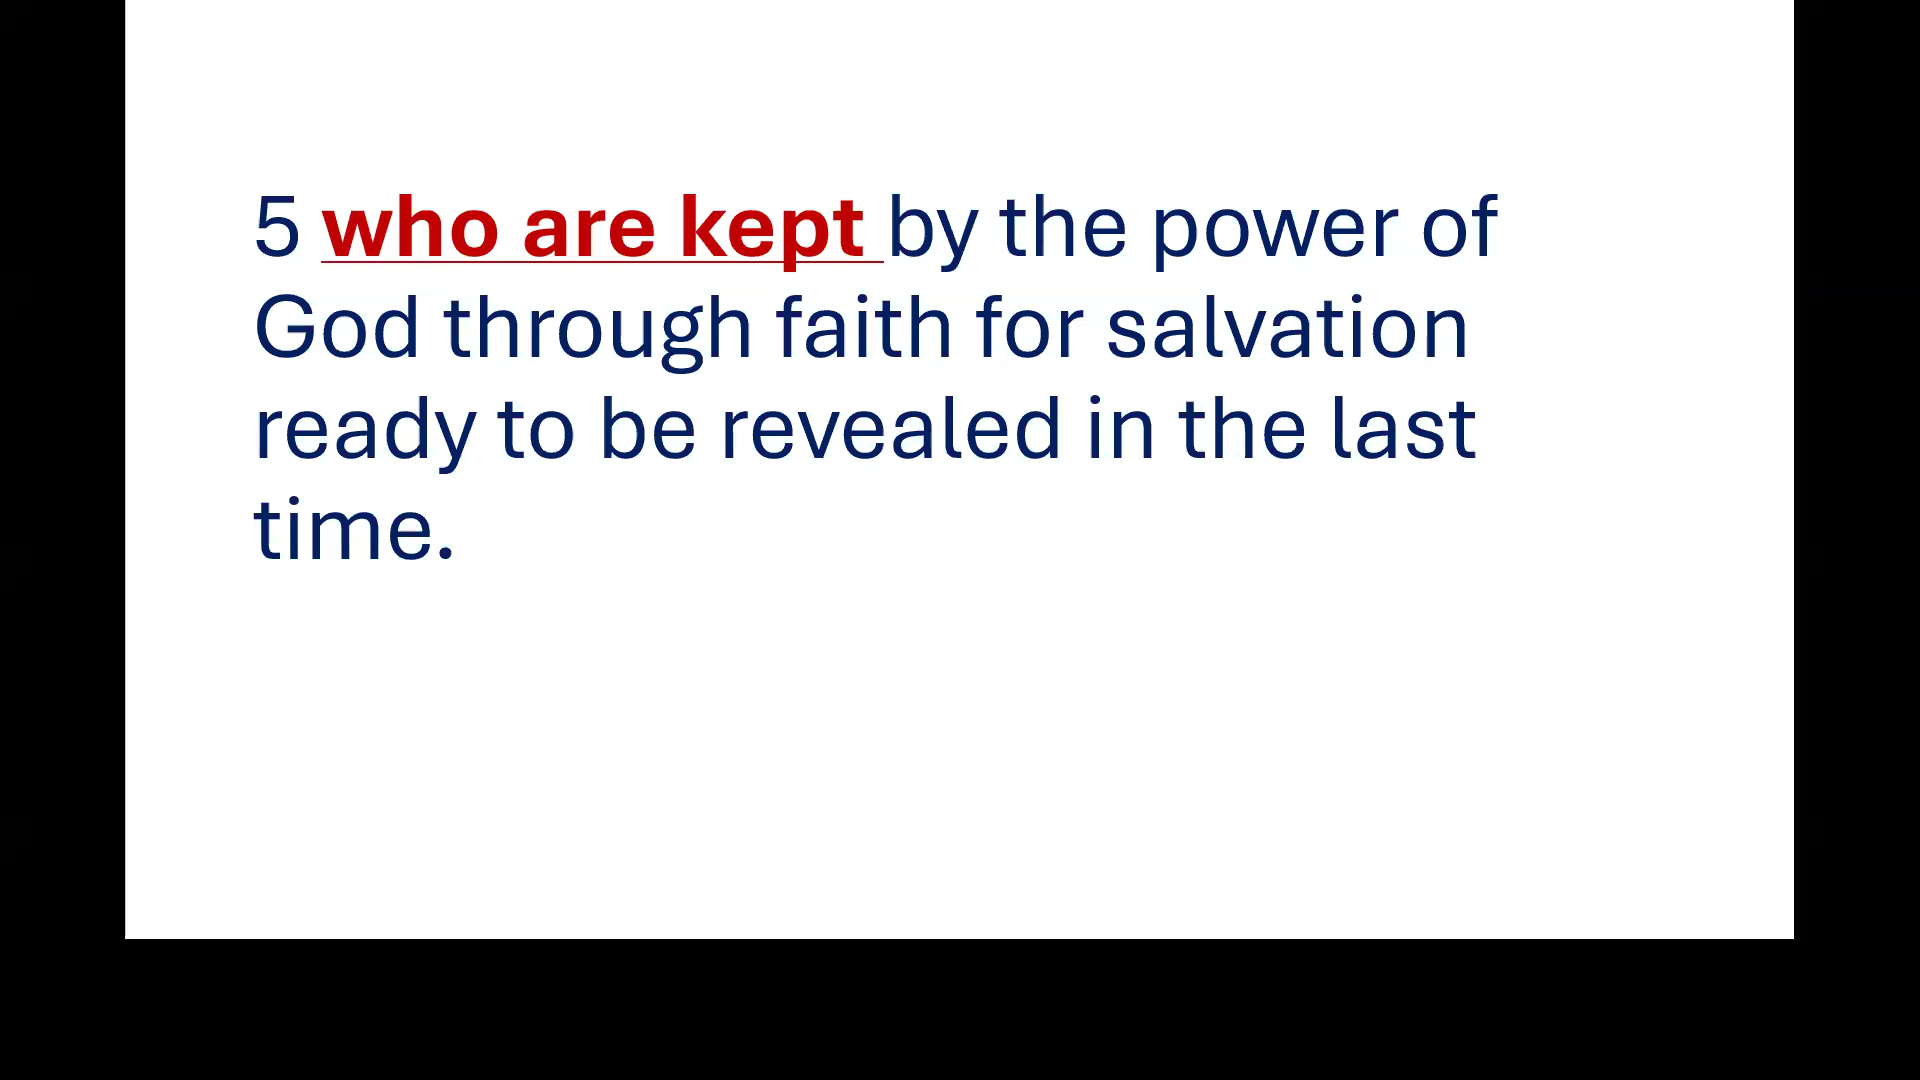 5 who are kept by the power of
God through faith for salvation
ready to be revealed in the last
time.